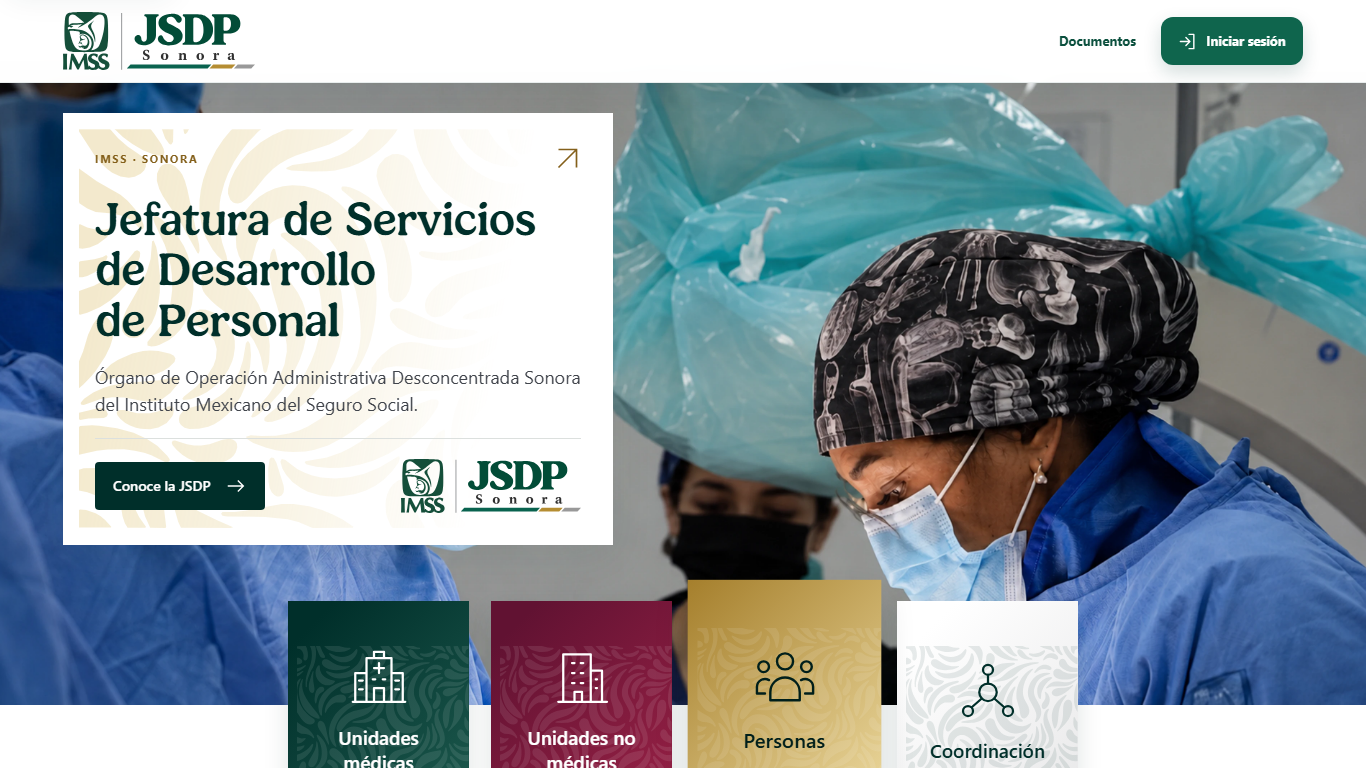 IMSS
JSDP
Sonora
Documentos
Iniciar sesión
IMSS · SONORA
Jefatura de Servicios
de Desarrollo
de Personal
Órgano de Operación Administrativa Desconcentrada Sonora
del Instituto Mexicano del Seguro Social.
Conoce la JSDP
IMSS
JSDP
Sonora
Unidades
médicas
Unidades no
médicas
Personas
Coordinación